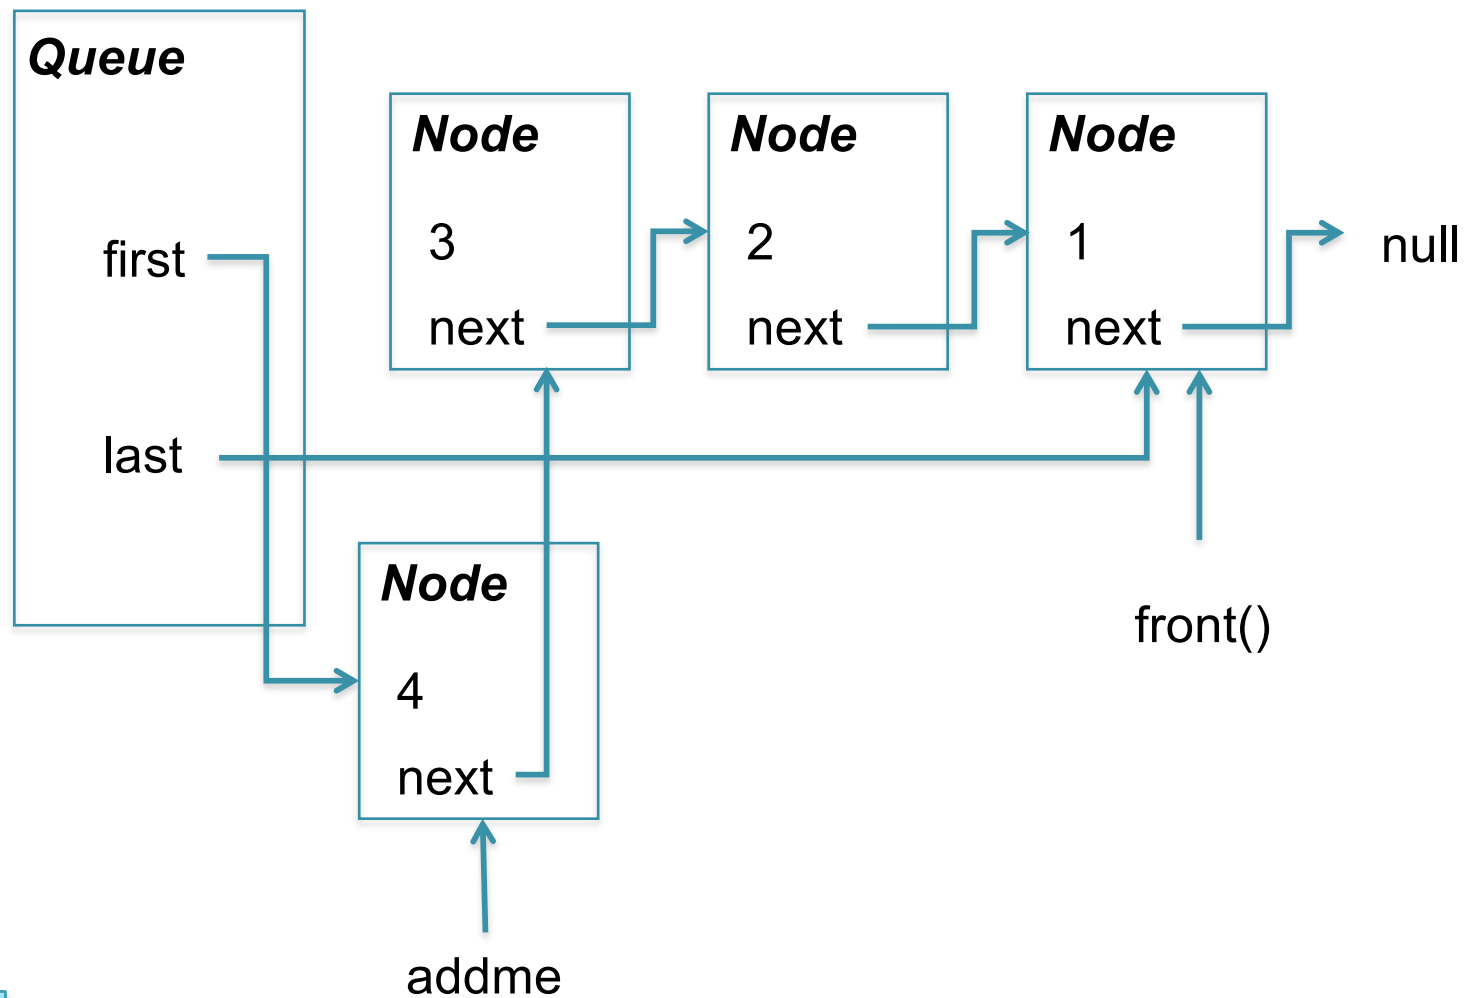 Queue
first
last
Node
3
next
Node
2
next
Node
1
next
null
Node
4
next
addme
front()